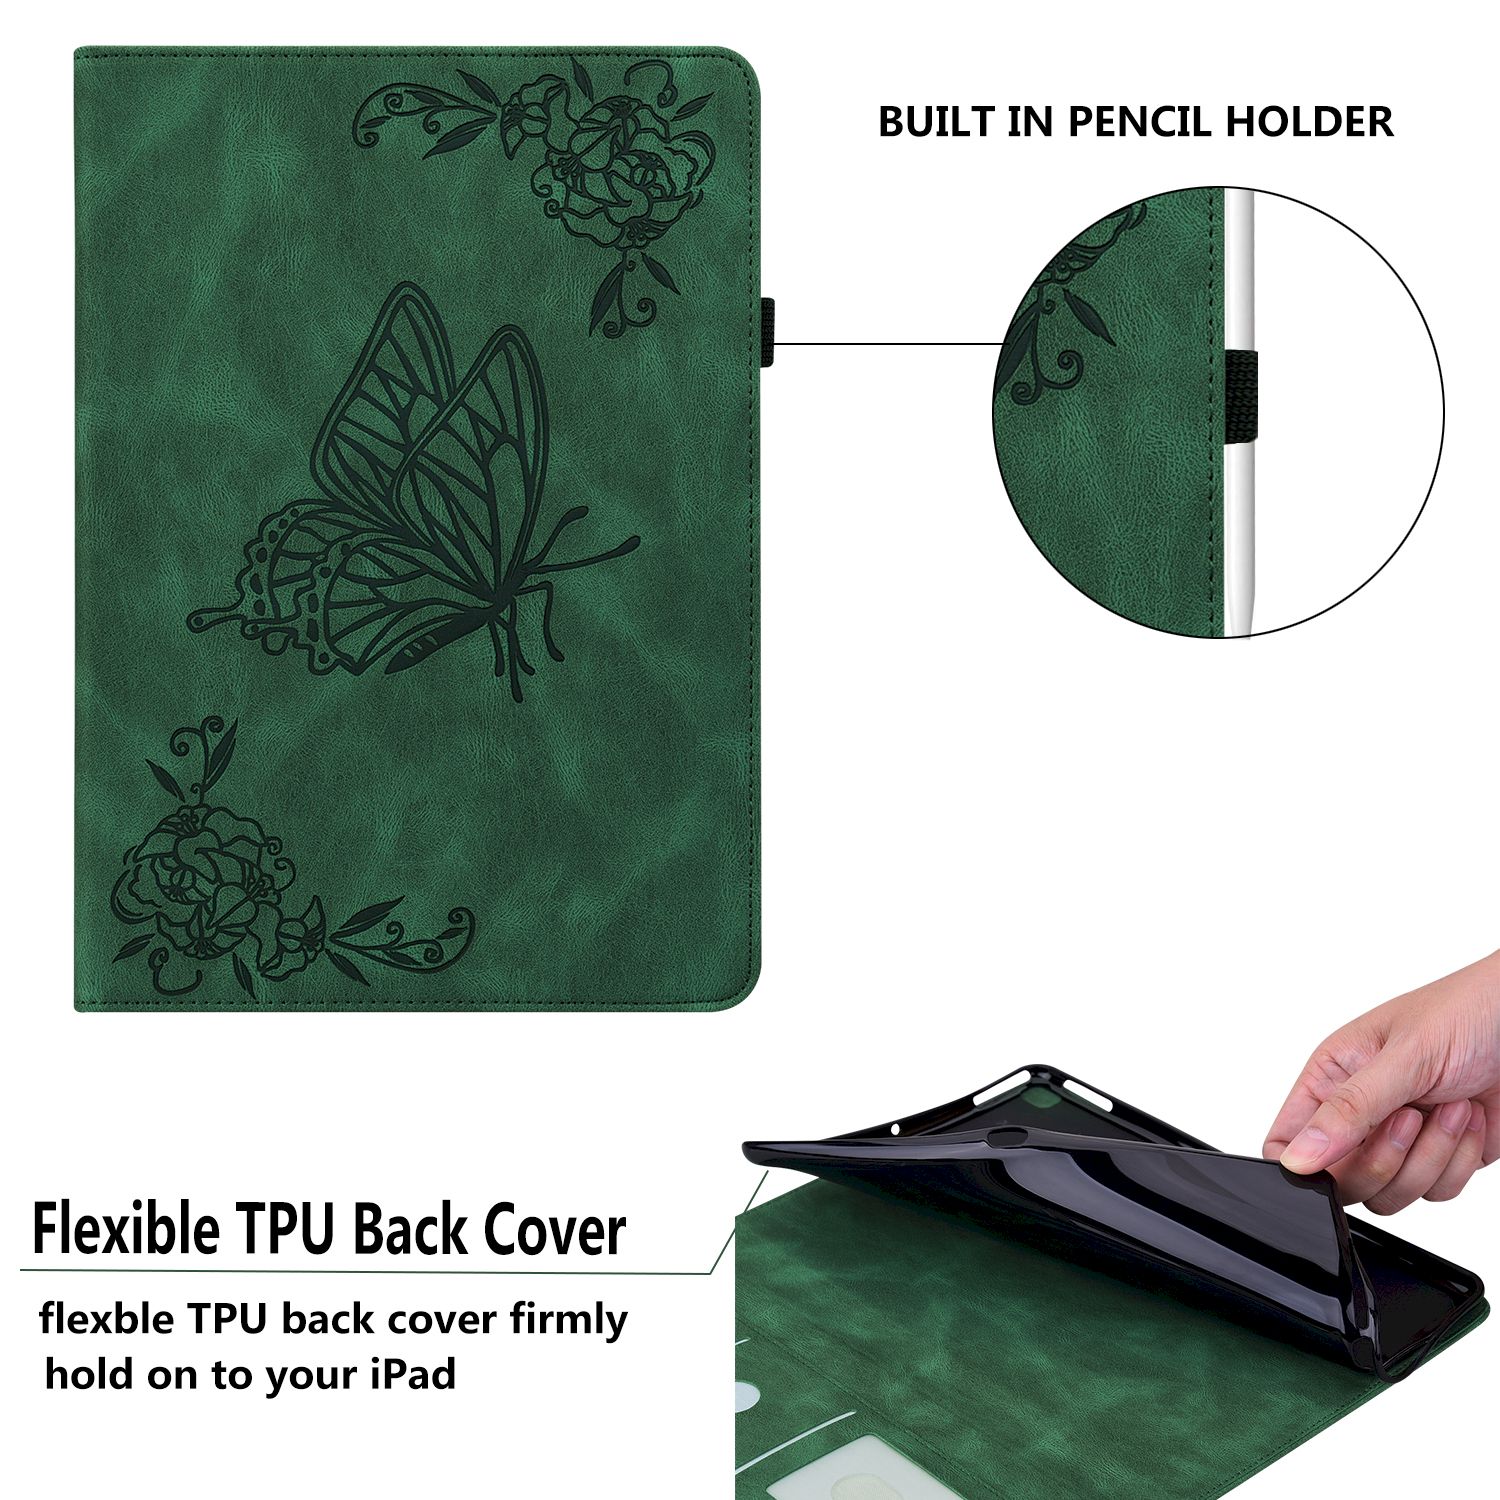 BUILT IN PENCIL HOLDER
Flexible TPU Back Cover
flexble TPU back cover firmly
hold on to your iPad